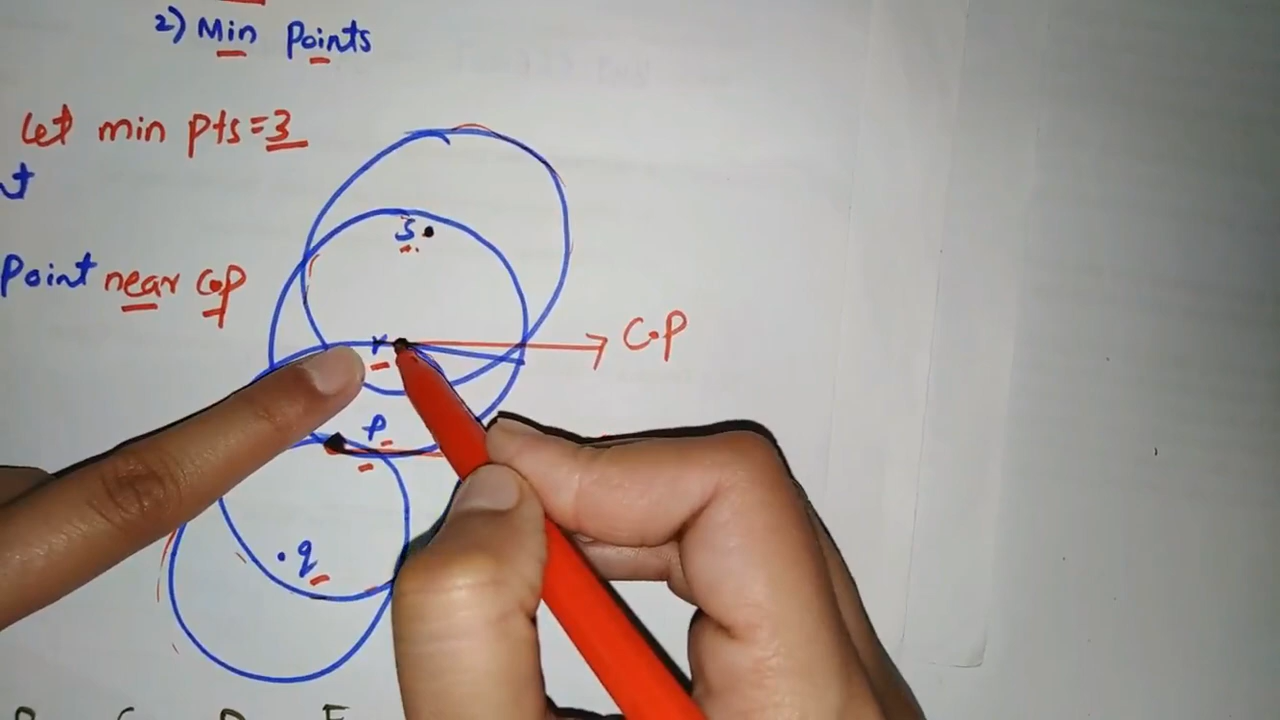 2) Min Points
Let min pts=3
Point near C.P
S
r
C.P
P
q